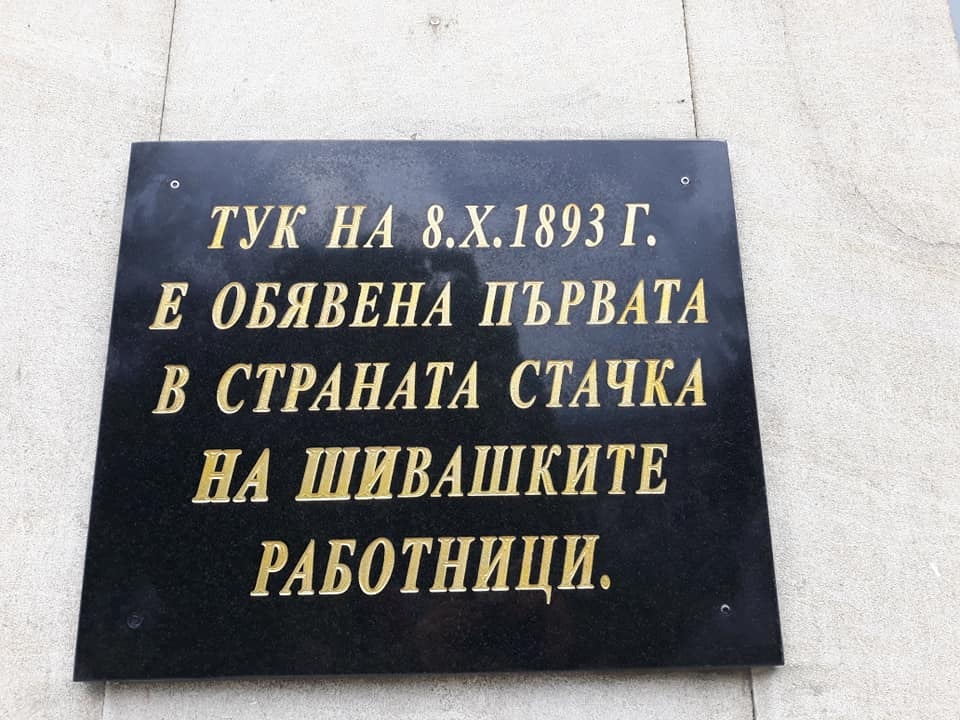 ТУК НА 8.X.1893 Г.
Е ОБЯВЕНА ПЪРВАТА
В СТРАНАТА СТАЧКА
НА ШИВАШКИТЕ
РАБОТНИЦИ.